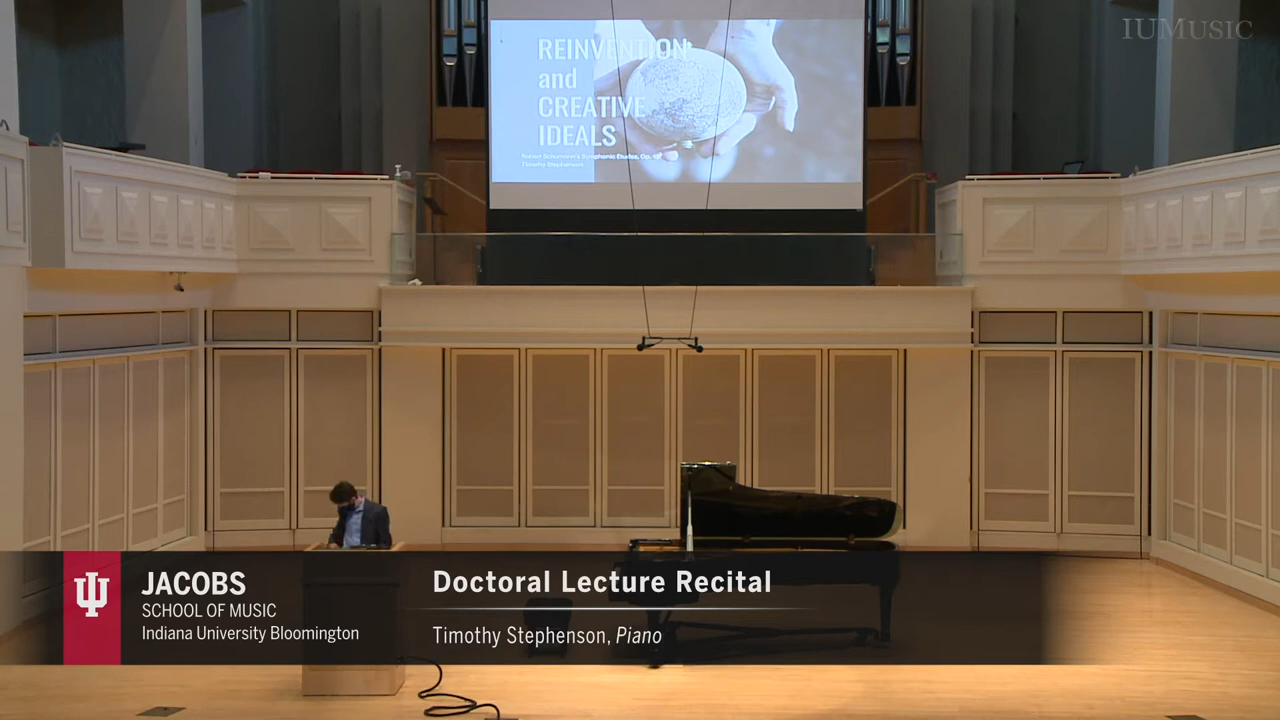 IUMUSIC
REINVENTION
and
CREATIVE
IDEALS
Robert Schumann's Symphonic Etudes, Op. 13
Timothy Stephenson
JACOBS
SCHOOL OF MUSIC
Indiana University Bloomington
Doctoral Lecture Recital
Timothy Stephenson, Piano